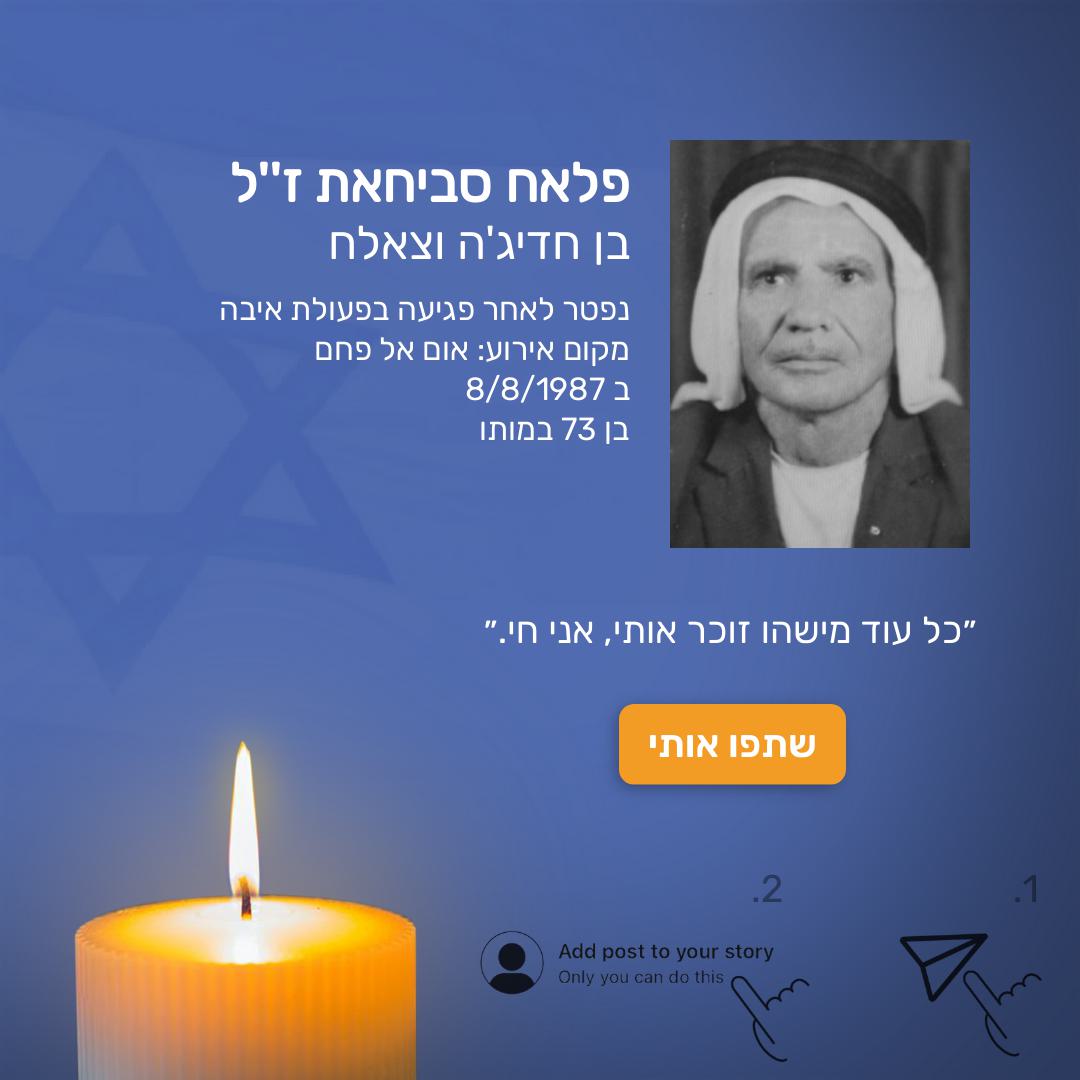 פלאח סביחאת ז"ל
בן חדיג'ה וצאלח
נפטר לאחר פגיעה בפעולת איבה
מקום אירוע: אום אל פחם
ב 8/8/1987
בן 73 במותו
״כל עוד מישהו זוכר אותי, אני חי.״
שתפו אותי
.1
.2
Add post to your story
Only you can do this